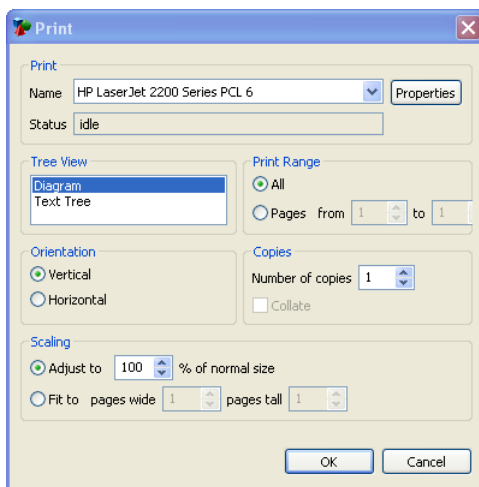 Print
Print
Name HP LaserJet 2200 Series PCL 6 Properties
Status idle
Tree View
Diagram
Text Tree
Print Range
All
Pages from 1 to 1
Orientation
Vertical
Horizontal
Copies
Number of copies 1
Collate
Scaling
Adjust to 100 % of normal size
Fit to pages wide 1 pages tall 1
OK Cancel